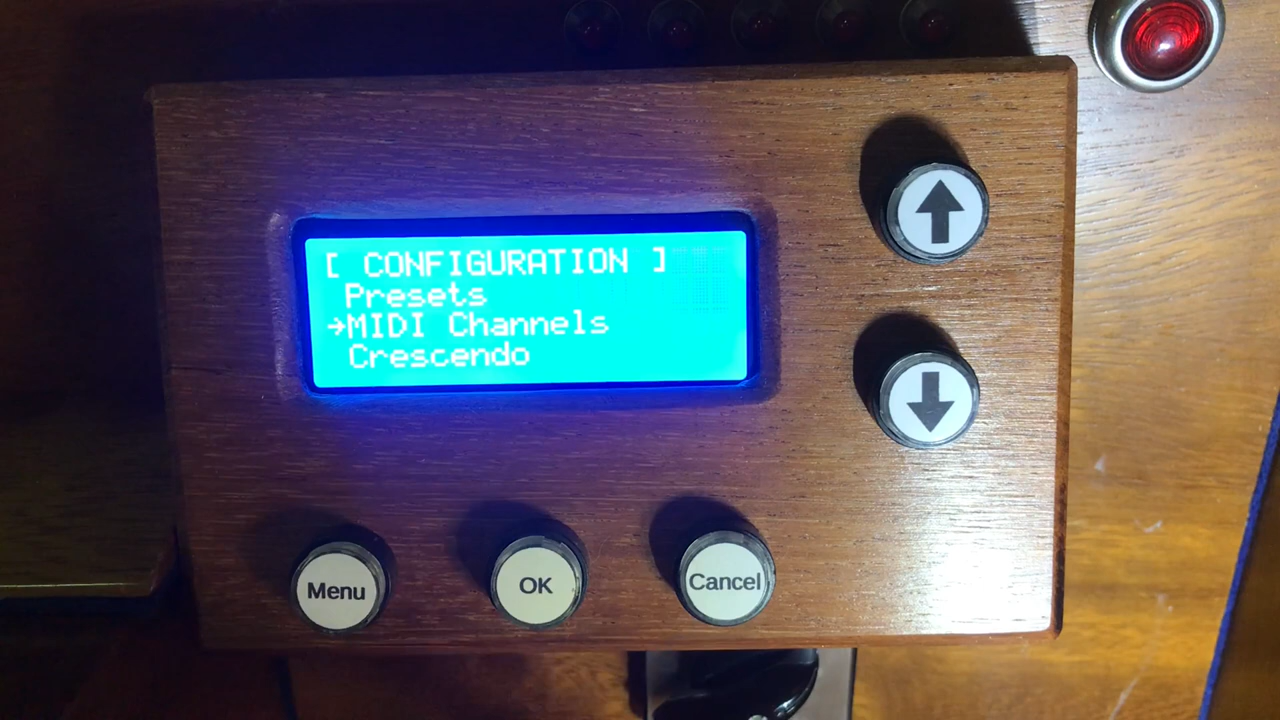 [ CONFIGURATION ]
Presets
→MIDI Channels
Crescendo
Menu
OK
Cancel